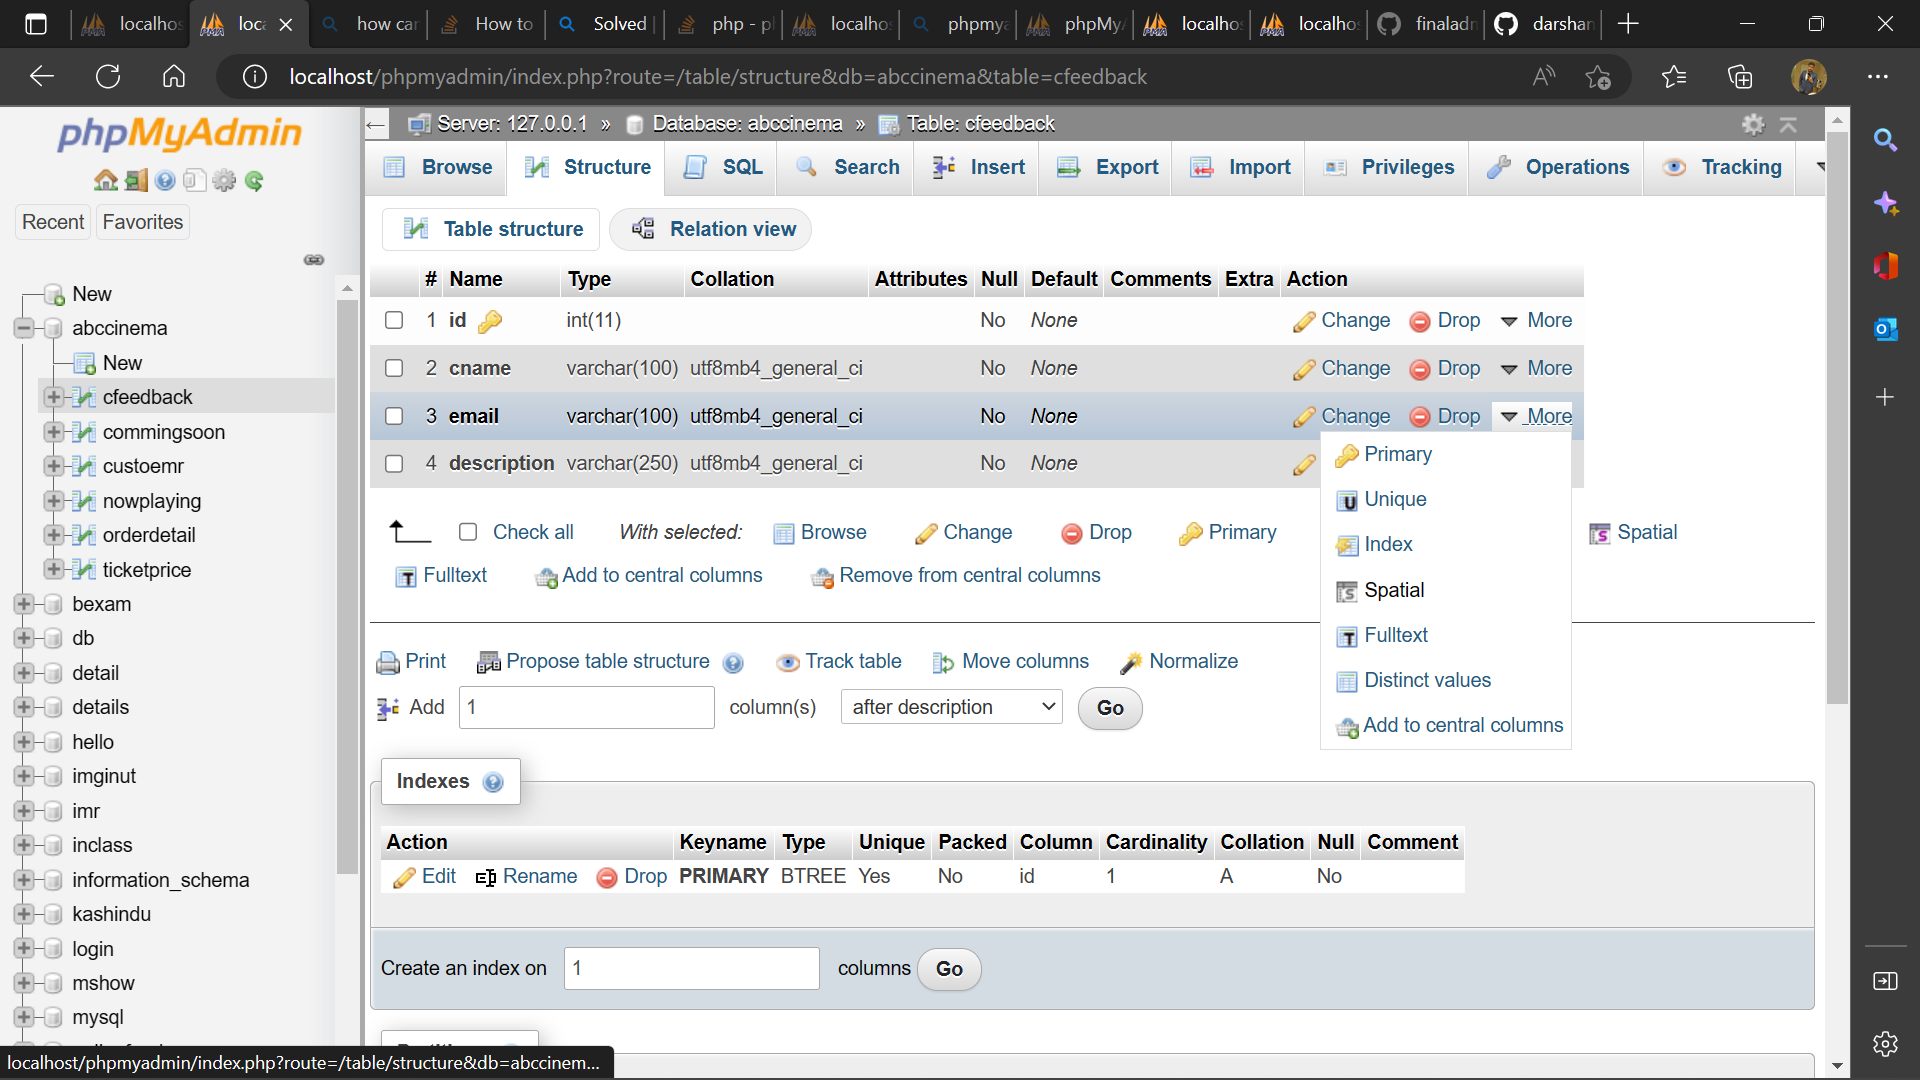 localhos
loca
how can
How to
Solved
php - p
localhos
phpmya
phpMyA
localhos
localhos
finaladn
darshan
localhost/phpmyadmin/index.php?route=/table/structure&db=abccinema&table=cfeedback
phpMyAdmin
Recent Favorites
New
abccinema
New
cfeedback
commingsoon
custoemr
nowplaying
orderdetail
ticketprice
bexam
db
detail
details
hello
imginut
imr
inclass
information_schema
kashindu
login
mshow
mysql
localhost/phpmyadmin/index.php?route=/table/structure&db=abccinem...
Server: 127.0.0.1 » Database: abccinema » Table: cfeedback
Browse Structure SQL Search Insert Export Import Privileges Operations Tracking
Table structure Relation view
# Name Type Collation Attributes Null Default Comments Extra Action
1 id int(11) No None Change Drop More
2 cname varchar(100) utf8mb4_general_ci No None Change Drop More
3 email varchar(100) utf8mb4_general_ci No None Change Drop More
4 description varchar(250) utf8mb4_general_ci No None
Primary
Unique
Index
Spatial
Fulltext
Distinct values
Add to central columns
Check all With selected: Browse Change Drop Primary Spatial
Fulltext Add to central columns Remove from central columns
Print Propose table structure Track table Move columns Normalize
Add 1 column(s) after description Go
Indexes
Action Keyname Type Unique Packed Column Cardinality Collation Null Comment
Edit Rename Drop PRIMARY BTREE Yes No id 1 A No
Create an index on 1 columns Go